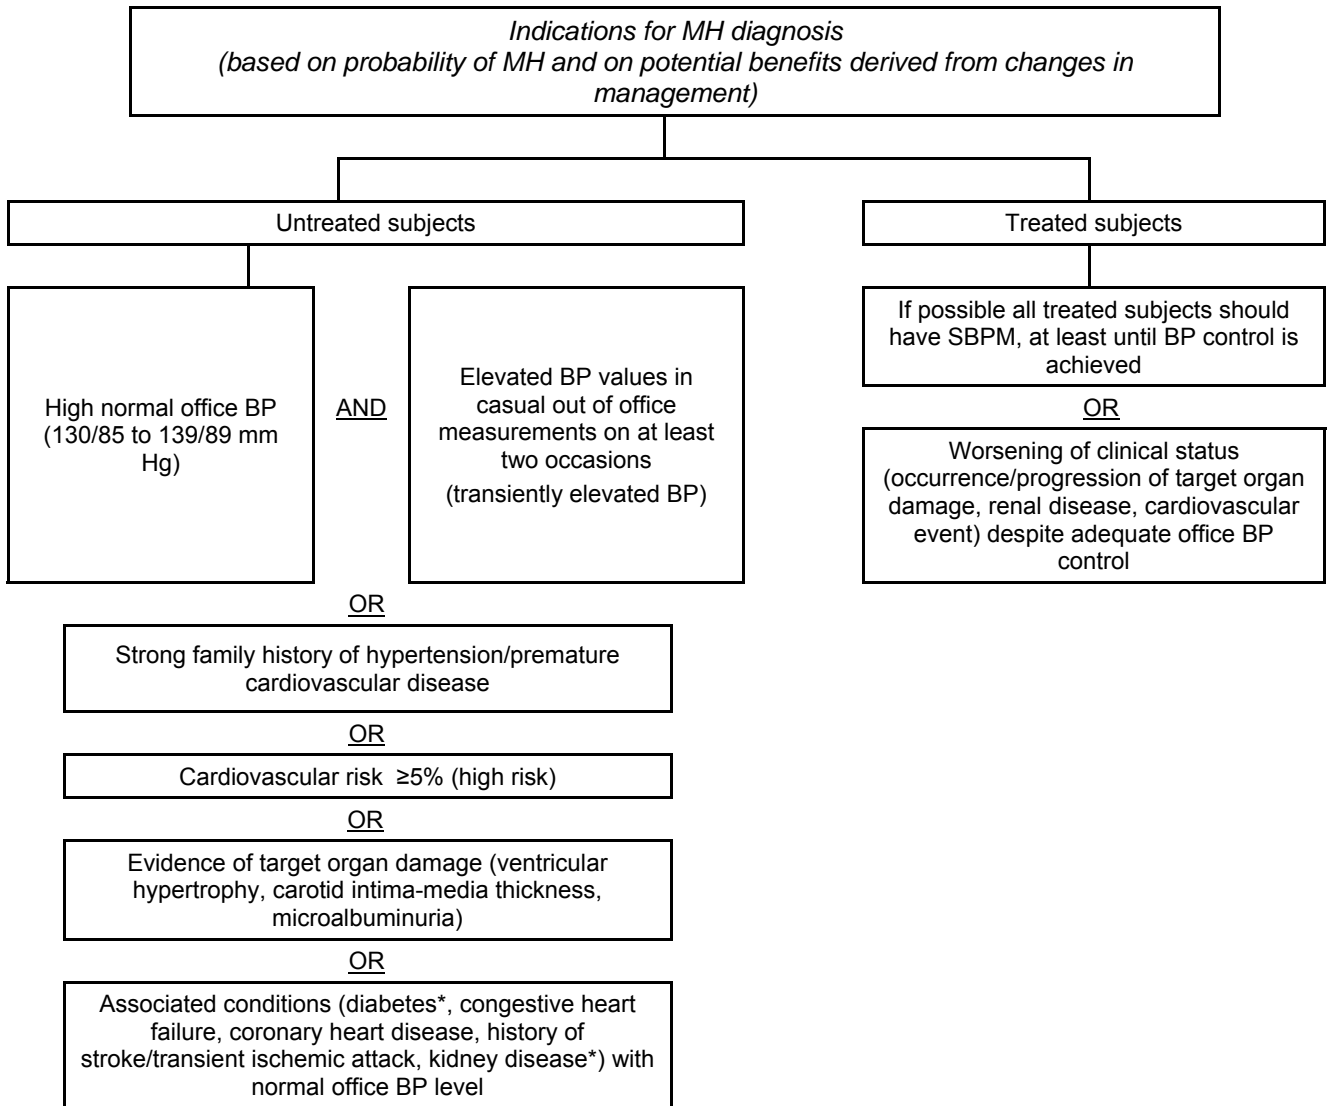 Indications for MH diagnosis
(based on probability of MH and on potential benefits derived from changes in
management)
Untreated subjects
Treated subjects
High normal office BP
(130/85 to 139/89 mm
Hg)
AND
Elevated BP values in
casual out of office
measurements on at least
two occasions
(transiently elevated BP)
If possible all treated subjects should
have SBPM, at least until BP control is
achieved
OR
Worsening of clinical status
(occurrence/progression of target organ
damage, renal disease, cardiovascular
event) despite adequate office BP
control
OR
Strong family history of hypertension/premature
cardiovascular disease
OR
Cardiovascular risk ≥5% (high risk)
OR
Evidence of target organ damage (ventricular
hypertrophy, carotid intima-media thickness,
microalbuminuria)
OR
Associated conditions (diabetes*, congestive heart
failure, coronary heart disease, history of
stroke/transient ischemic attack, kidney disease*) with
normal office BP level